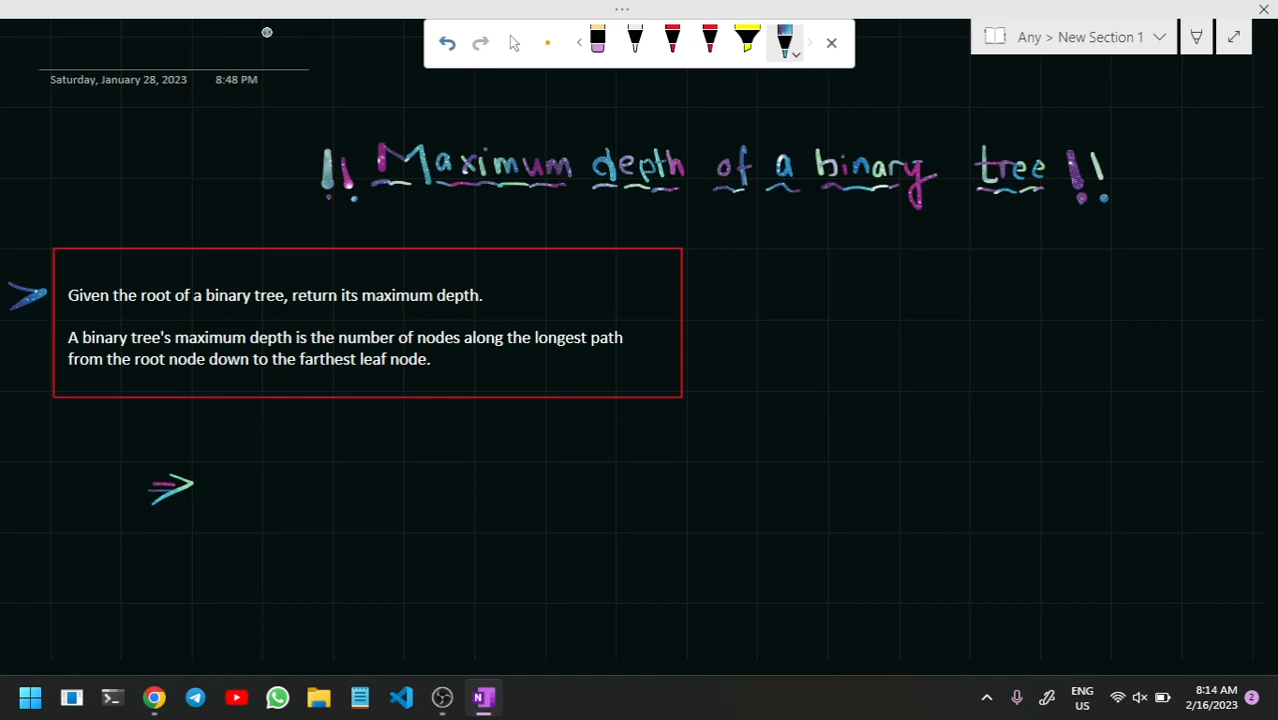 Any > New Section 1
Saturday, January 28, 2023 8:48 PM
!! Maximum depth of a binary tree !!
Given the root of a binary tree, return its maximum depth.
A binary tree's maximum depth is the number of nodes along the longest path
from the root node down to the farthest leaf node.
ENG
US
8:14 AM
2/16/2023
2